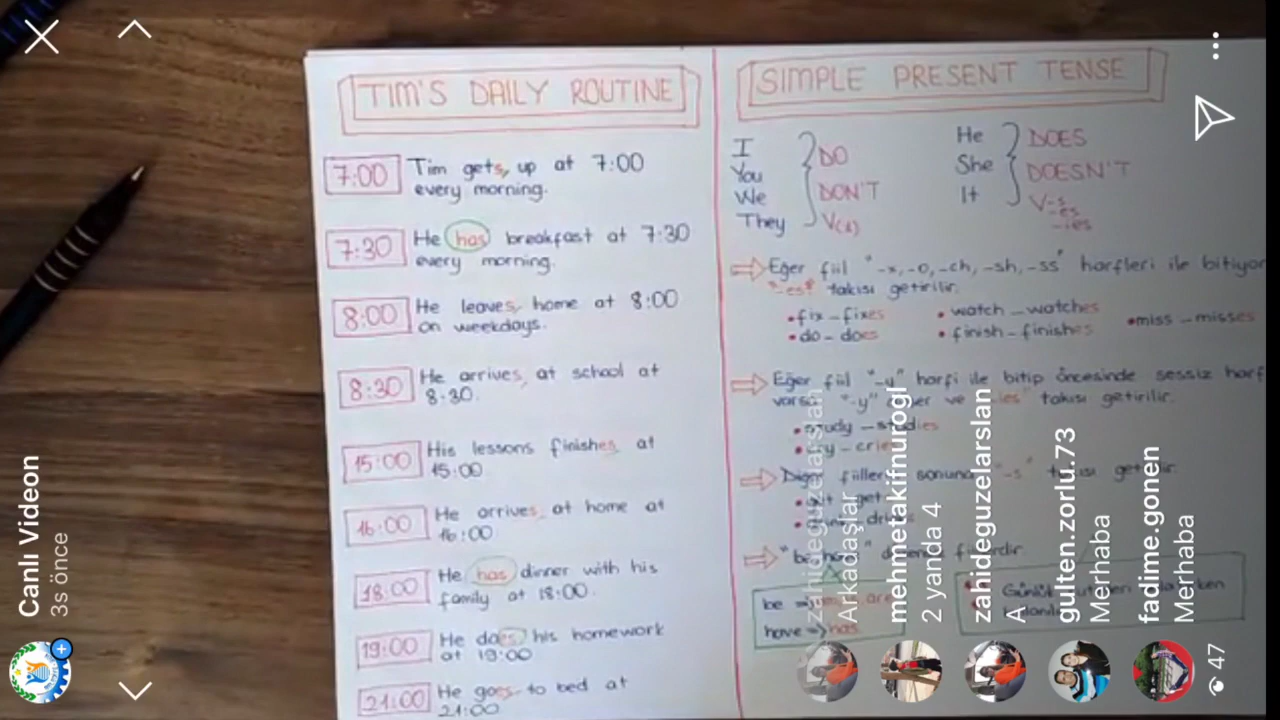 TIM'S DAILY ROUTINE
7:00 Tim gets up at 7:00
every morning.
7:30 He has breakfast at 7:30
every morning.
8:00 He leaves home at 8:00
on weekdays.
8:30 He arrives at school at
8:30.
15:00 His lessons finishes at
15:00
16:00 He arrives at home at
16:00
18:00 He has dinner with his
family at 18:00.
19:00 He does his homework
at 19:00
21:00 He goes to bed at
21:00
SIMPLE PRESENT TENSE
I
You
We
They
DO
DON'T
V(1)
He
She
It
DOES
DOESN'T
V-s
-es
-ies
Eğer fiil "-x, -o, -ch, -sh, -ss" harfleri ile bitiyor
"-es" takısı getirilir.
• fix - fixes
• do - does
• watch - watches
• finish - finishes
• miss - misses
Eğer fiil "-y" harfi ile bitip öncesinde sessiz harf
"-y" ve takısı getirilir.
study - studies
Diğer sonuna "-s"
be =>
have => has
Canlı Videon
3s önce
zahideguzelarslan
Arkadaşlar
mehmetakifnurogl
2 yanda 4
zahideguzelarslan
A
gulten.zorlu.73
Merhaba
fadime.gonen
Merhaba
47